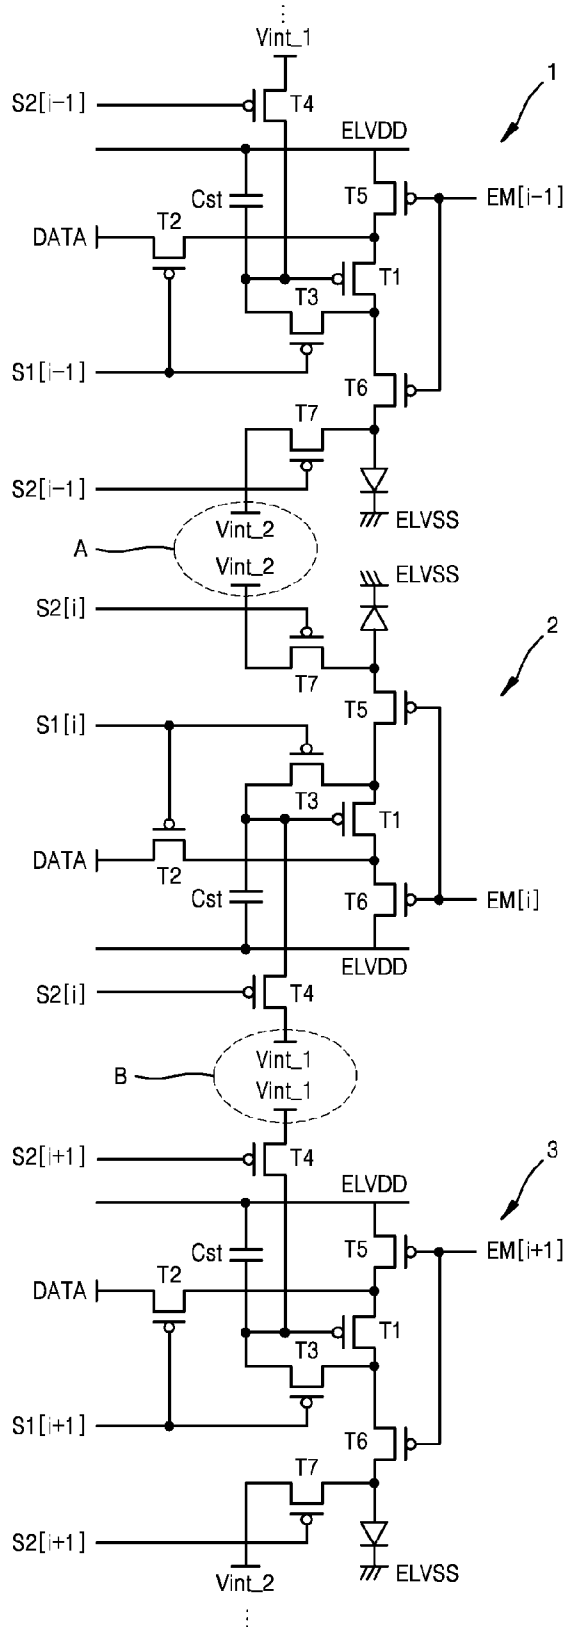 Vint_1
S2[i-1]
T4
1
ELVDD
Cst
T5
EM[i-1]
T2
DATA
T1
T3
S1[i-1]
T6
T7
S2[i-1]
Vint_2
ELVSS
A
Vint_2
ELVSS
S2[i]
2
T7
T5
S1[i]
T3
T1
DATA
T2
Cst
T6
EM[i]
ELVDD
S2[i]
T4
Vint_1
B
Vint_1
S2[i+1]
T4
3
ELVDD
Cst
T5
EM[i+1]
T2
DATA
T1
T3
S1[i+1]
T6
T7
S2[i+1]
Vint_2
ELVSS